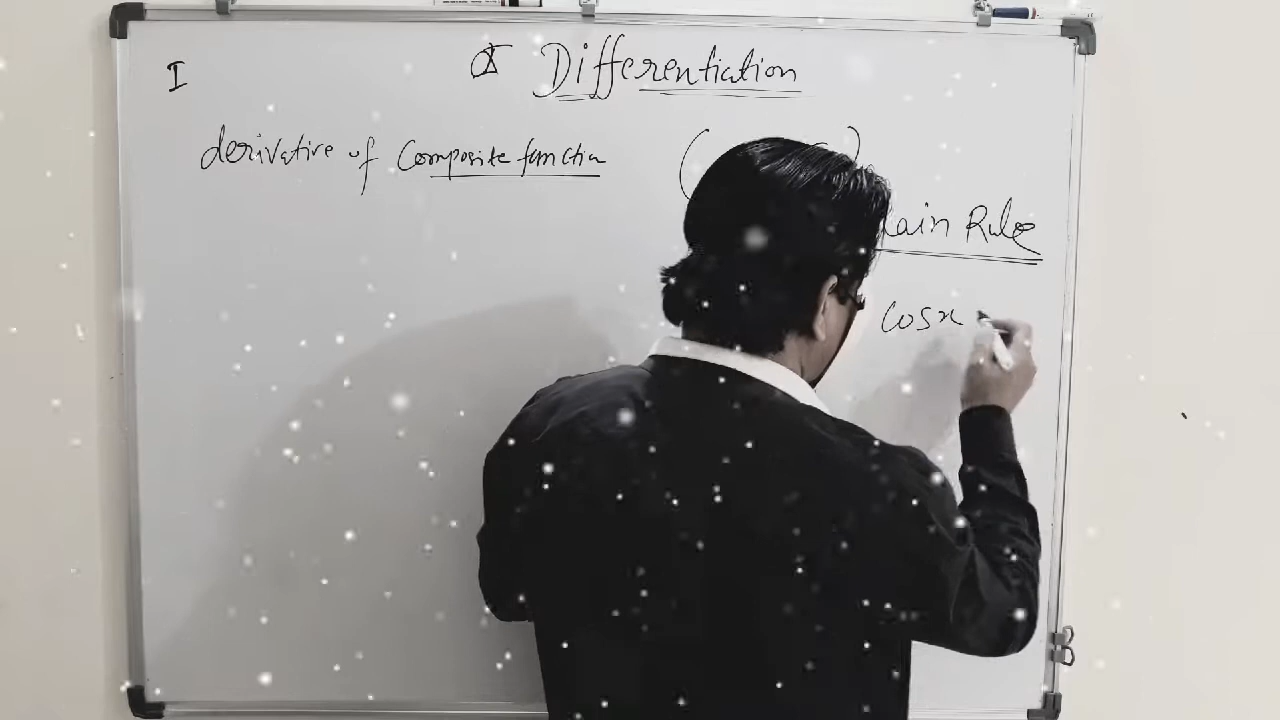 I Differentiation
derivative of Composite function (
ain Rule
cosx